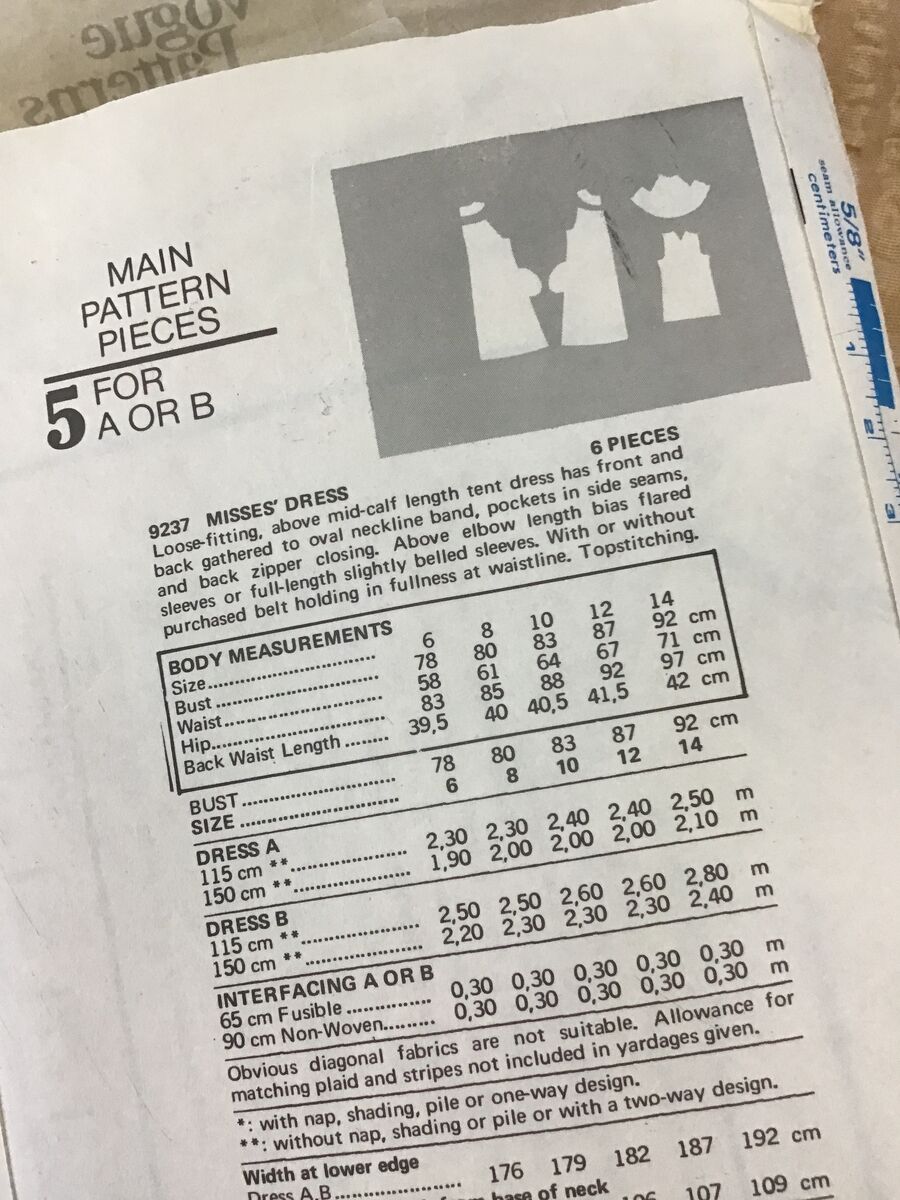 Vogue
Patterns
MAIN
PATTERN
PIECES
5 FOR
A OR B
5/8"
seam allowance
centimeters
1
2
3
6 PIECES
9237 MISSES' DRESS
Loose-fitting, above mid-calf length tent dress has front and
back gathered to oval neckline band, pockets in side seams,
and back zipper closing. Above elbow length bias flared
sleeves or full-length slightly belled sleeves. With or without
purchased belt holding in fullness at waistline. Topstitching.
BODY MEASUREMENTS
Size.............................. 6 8 10 12 14
Bust.............................. 78 80 83 87 92 cm
Waist............................ 58 61 64 67 71 cm
Hip................................ 83 85 88 92 97 cm
Back Waist Length ........ 39,5 40 40,5 41,5 42 cm
BUST............................ 78 80 83 87 92 cm
SIZE ............................ 6 8 10 12 14
DRESS A
115 cm **.................... 2,30 2,30 2,40 2,40 2,50 m
150 cm **.................... 1,90 2,00 2,00 2,00 2,10 m
DRESS B
115 cm **.................... 2,50 2,50 2,60 2,60 2,80 m
150 cm **.................... 2,20 2,30 2,30 2,30 2,40 m
INTERFACING A OR B
65 cm Fusible............... 0,30 0,30 0,30 0,30 0,30 m
90 cm Non-Woven......... 0,30 0,30 0,30 0,30 0,30 m
Obvious diagonal fabrics are not suitable. Allowance for
matching plaid and stripes not included in yardages given.
*: with nap, shading, pile or one-way design.
**: without nap, shading or pile or with a two-way design.
Width at lower edge
Dress A,B...................... 176 179 182 187 192 cm
base of neck
107 109 cm